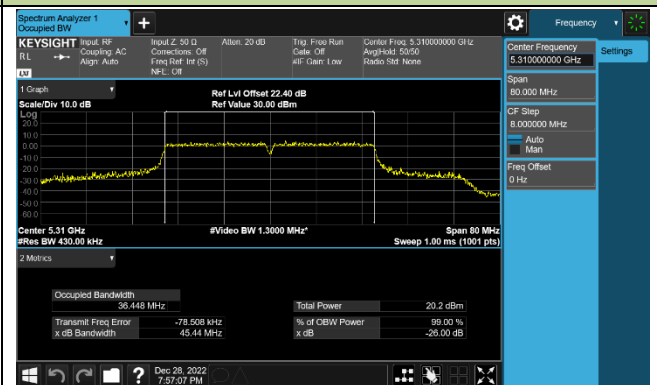 Spectrum Analyzer 1
Occupied BW
+
Frequency
KEYSIGHT
RL
LXI
Input: RF
Coupling: AC
Align: Auto
Input Z: 50 Ω
Corrections: Off
Freq Ref: Int (S)
NFE: Off
Atten: 20 dB
Trig: Free Run
Gate: Off
#IF Gain: Low
Center Freq: 5.310000000 GHz
Avg|Hold: 50/50
Radio Std: None
Center Frequency
5.310000000 GHz
Settings
Span
80.000 MHz
CF Step
8.000000 MHz
Auto
Man
Freq Offset
0 Hz
1 Graph
Scale/Div 10.0 dB
Ref Lvl Offset 22.40 dB
Ref Value 30.00 dBm
Log
20.0
10.0
0.00
-10.0
-20.0
-30.0
-40.0
-50.0
-60.0
Center 5.31 GHz
#Res BW 430.00 kHz
#Video BW 1.3000 MHz*
Span 80 MHz
Sweep 1.00 ms (1001 pts)
2 Metrics
Occupied Bandwidth
36.448 MHz
Total Power 20.2 dBm
Transmit Freq Error -78.508 kHz
% of OBW Power 99.00 %
x dB Bandwidth 45.44 MHz
x dB -26.00 dB
?
Dec 28, 2022
7:57:07 PM